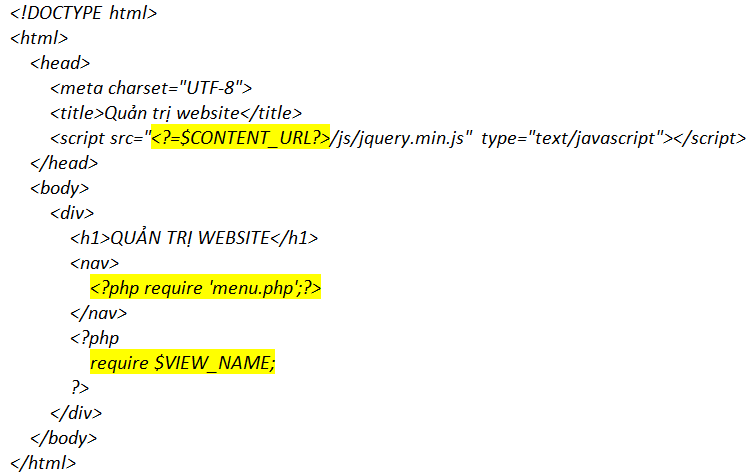 <!DOCTYPE html>
<html>
<head>
<meta charset="UTF-8">
<title>Quản trị website</title>
<script src="<?=$CONTENT_URL?>/js/jquery.min.js" type="text/javascript"></script>
</head>
<body>
<div>
<h1>QUẢN TRỊ WEBSITE</h1>
<nav>
<?php require 'menu.php';?>
</nav>
<?php
require $VIEW_NAME;
?>
</div>
</body>
</html>